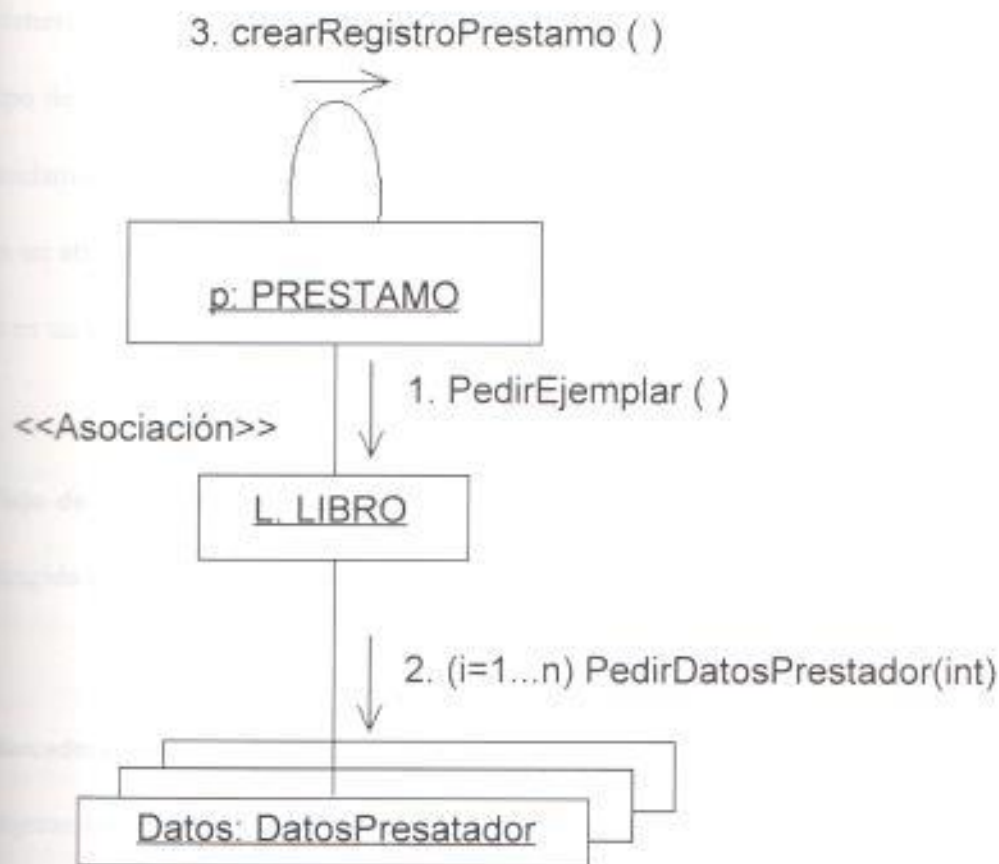 3. crearRegistroPrestamo ( )
p: PRESTAMO
1. PedirEjemplar ( )
<<Asociación>>
L. LIBRO
2. (i=1...n) PedirDatosPrestador(int)
Datos: DatosPresatador